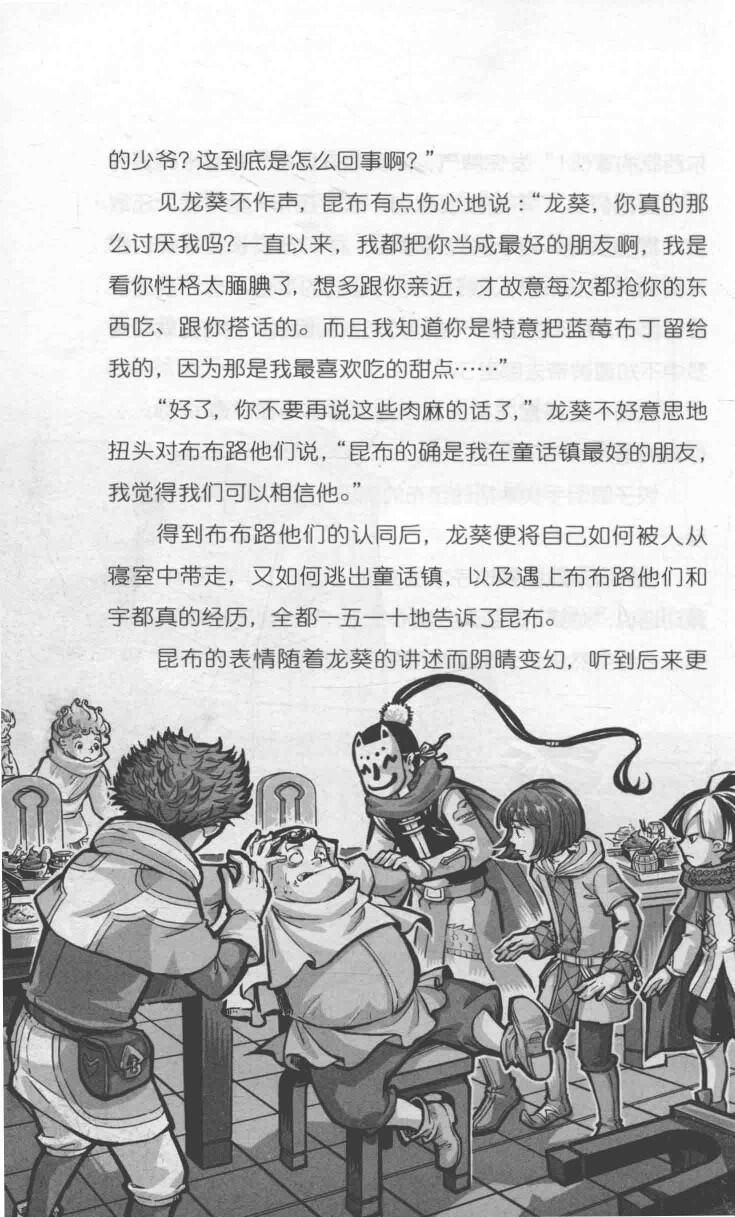 的少爷？这到底是怎么回事啊？”
见龙葵不作声，昆布有点伤心地说：“龙葵，你真的那
么讨厌我吗？一直以来，我都把你当成最好的朋友啊，我是
看你性格太腼腆了，想多跟你亲近，才故意每次都抢你的东
西吃、跟你搭话的。而且我知道你是特意把蓝莓布丁留给
我的，因为那是我最喜欢吃的甜点……”
“好了，你不要再说这些肉麻的话了，”龙葵不好意思地
扭头对布布路他们说，“昆布的确是我在童话镇最好的朋友，
我觉得我们可以相信他。”
得到布布路他们的认同后，龙葵便将自己如何被人从
寝室中带走，又如何逃出童话镇，以及遇上布布路他们和
宇都真的经历，全都一五一十地告诉了昆布。
昆布的表情随着龙葵的讲述而阴晴变幻，听到后来更